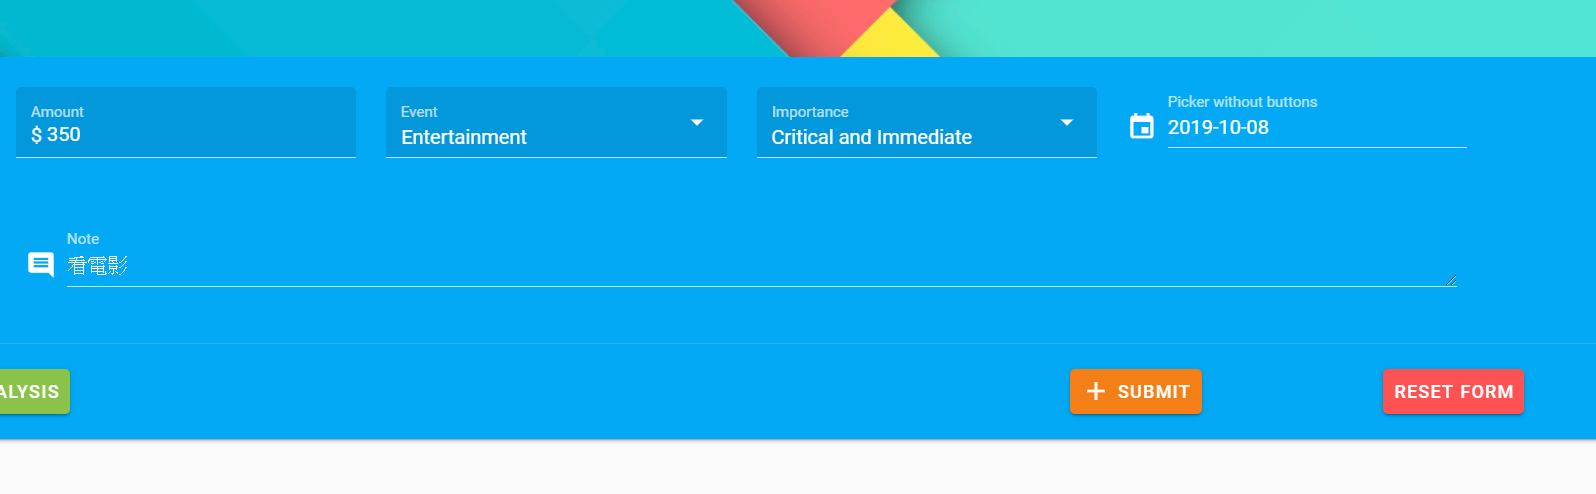 Amount
$ 350
Event
Entertainment
Importance
Critical and Immediate
Picker without buttons
2019-10-08
Note
看電影
ALYSIS
SUBMIT
RESET FORM